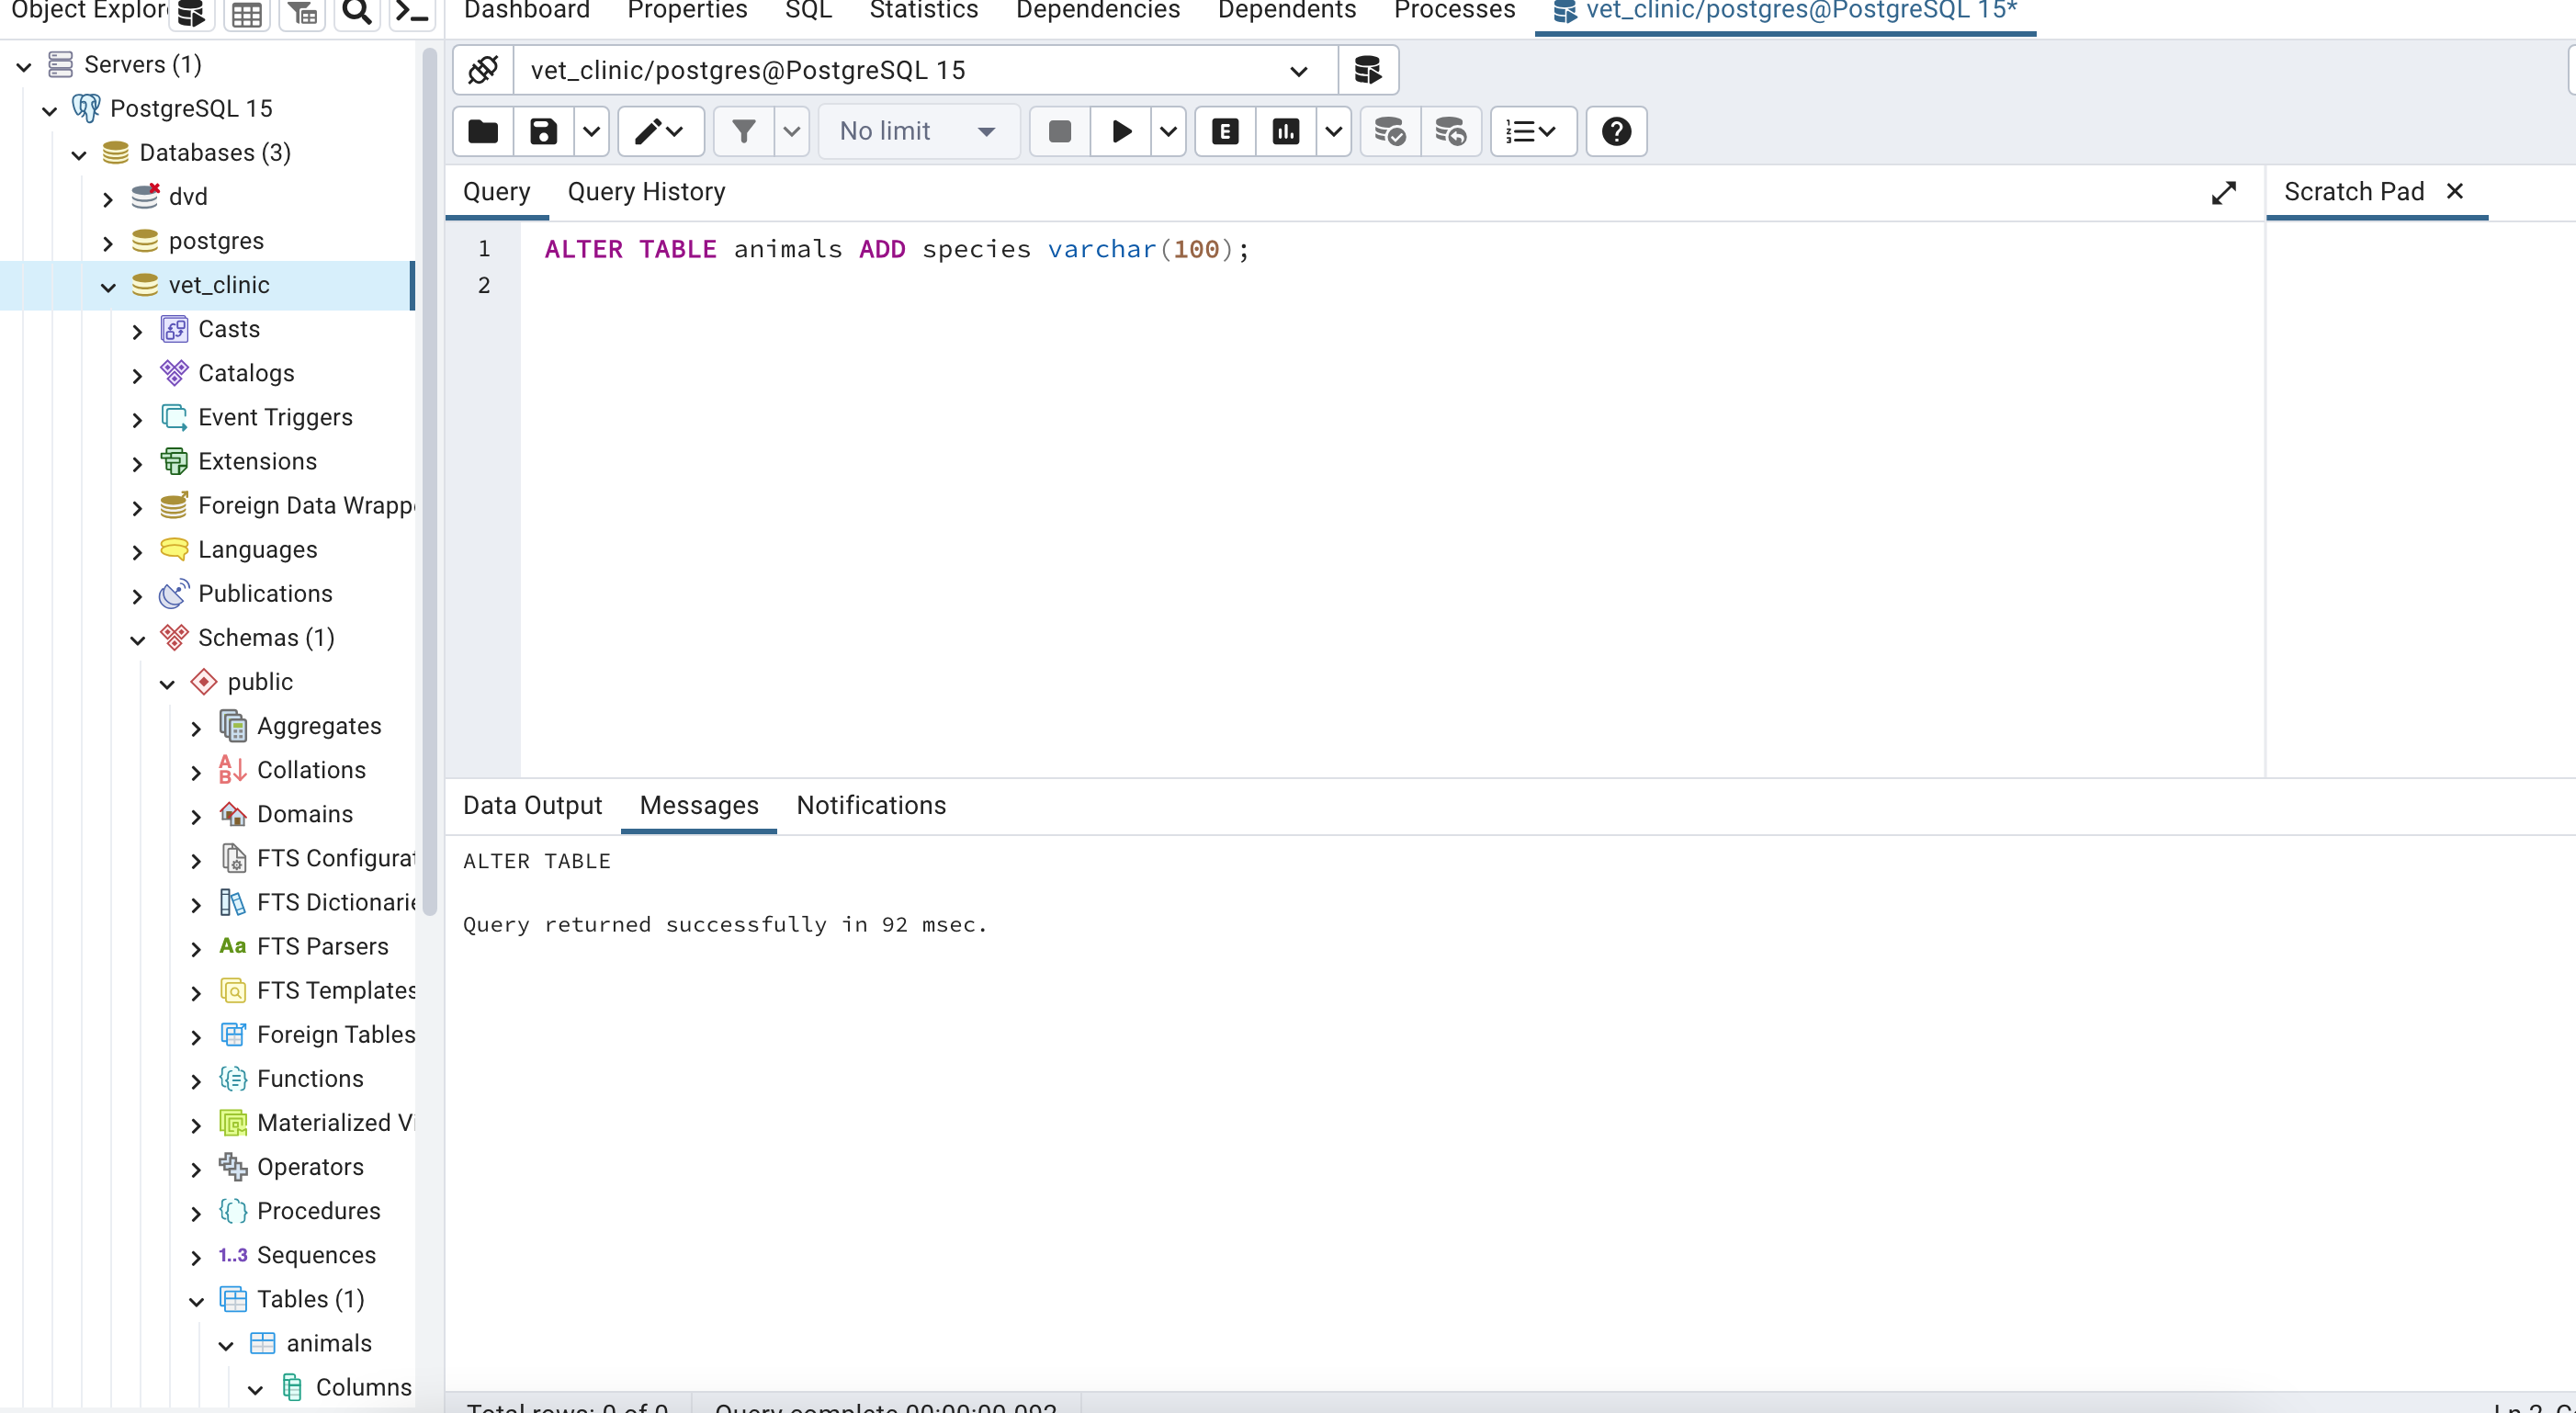 Object Explor
Dashboard Properties SQL Statistics Dependencies Dependents Processes vet_clinic/postgres@PostgreSQL 15*
Servers (1)
PostgreSQL 15
Databases (3)
dvd
postgres
vet_clinic
Casts
Catalogs
Event Triggers
Extensions
Foreign Data Wrapp
Languages
Publications
Schemas (1)
public
Aggregates
Collations
Domains
FTS Configurat
FTS Dictionarie
Aa FTS Parsers
FTS Templates
Foreign Tables
Functions
Materialized Vi
Operators
Procedures
1..3 Sequences
Tables (1)
animals
Columns
vet_clinic/postgres@PostgreSQL 15
No limit
E
Query Query History
Scratch Pad
1 ALTER TABLE animals ADD species varchar(100);
2
Data Output Messages Notifications
ALTER TABLE
Query returned successfully in 92 msec.
Total rows: 0 of 0 Query complete 00:00:00.092
Ln 2,